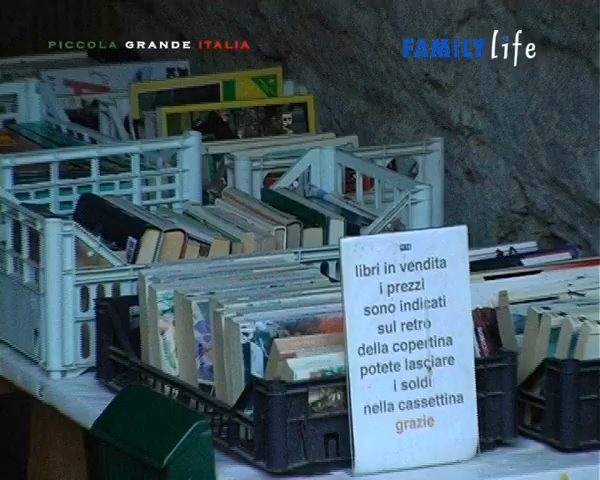 PICCOLA GRANDE ITALIA
FAMILY life
libri in vendita
i prezzi
sono indicati
sul retro
della copertina
potete lasciare
i soldi
nella cassettina
grazie